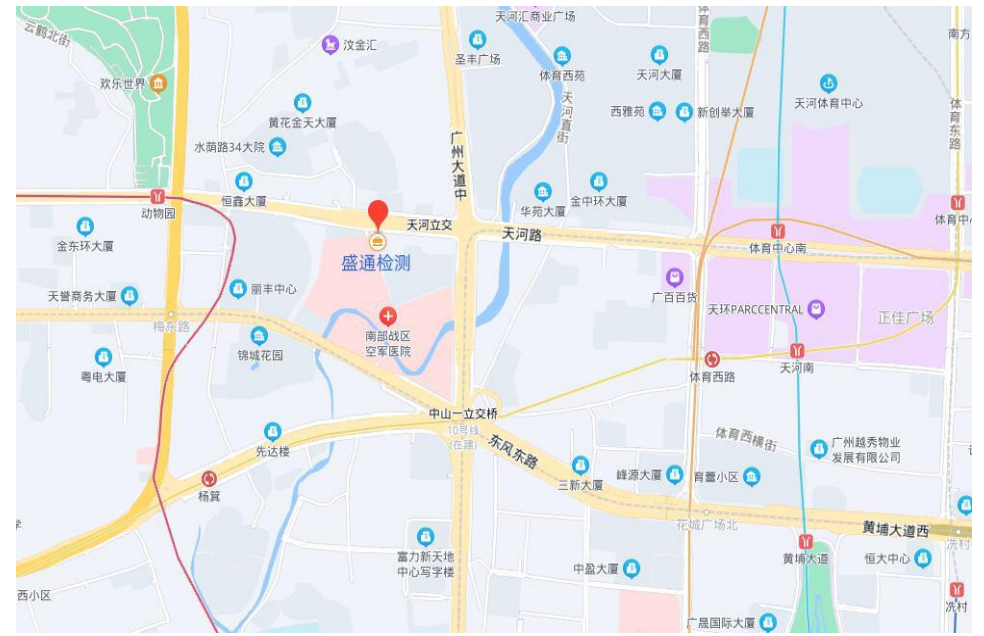 天河汇商业广场
云鹤北街
汶金汇
圣丰广场
体育西路
南方
欢乐世界
体育西苑
天河大厦
天河体育中心
黄花金天大厦
天河直街
西雅苑
新创举大厦
体育东路
水荫路34大院
广州大道中
动物园
恒鑫大厦
华苑大厦
金中环大厦
体育中
金东环大厦
天河立交
天河路
体育中心南
盛通检测
天誉商务大厦
丽丰中心
广百百货
天环PARCCENTRAL
正佳广场
梅东路
南部战区
空军医院
锦城花园
粤电大厦
体育西路
天河南
中山一立交桥
10号线
(在建)
先达楼
东风东路
体育西横街
广州越秀物业
发展有限公司
杨箕
三新大厦
峰源大厦
育蕾小区
花城广场北
黄埔大道西
冼村
富力新天地
中心写字楼
中盈大厦
黄埔大道
恒大中心
西小区
冼村
广晟国际大厦